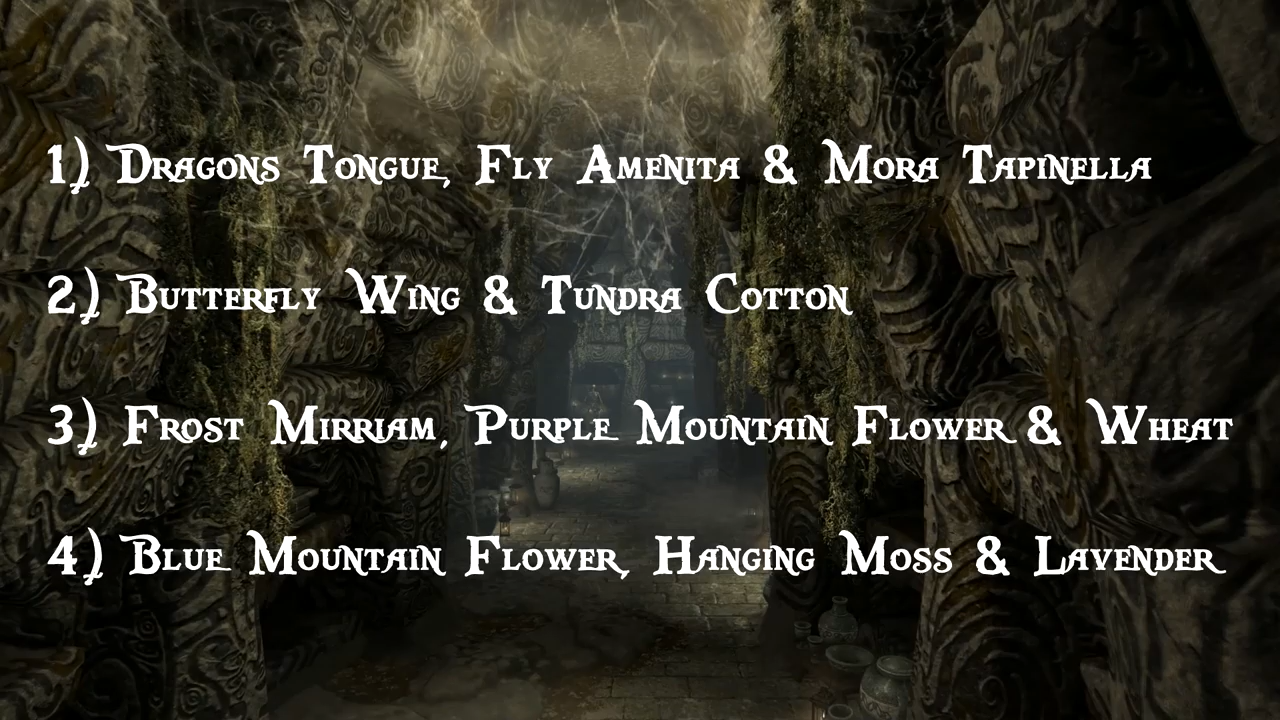 1) Dragons Tongue, Fly Amenita & Mora Tapinella
2) Butterfly Wing & Tundra Cotton
3) Frost Mirriam, Purple Mountain Flower & Wheat
4) Blue Mountain Flower, Hanging Moss & Lavender